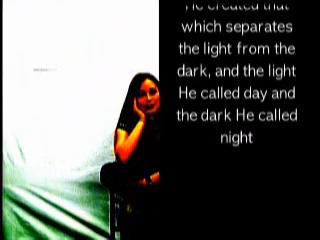 He created that
which separates
the light from the
dark, and the light
He called day and
the dark He called
night